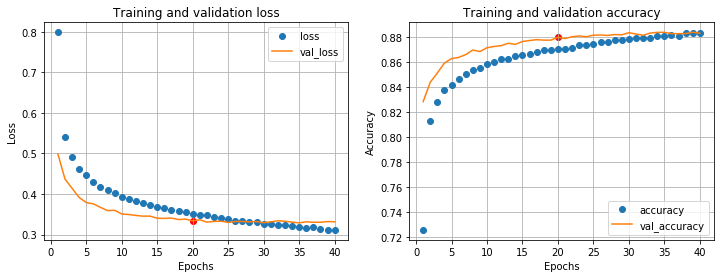 Training and validation loss
loss
val_loss
Loss
0.8
0.7
0.6
0.5
0.4
0.3
0 5 10 15 20 25 30 35 40
Epochs
Training and validation accuracy
accuracy
val_accuracy
Accuracy
0.88
0.86
0.84
0.82
0.80
0.78
0.76
0.74
0.72
0 5 10 15 20 25 30 35 40
Epochs